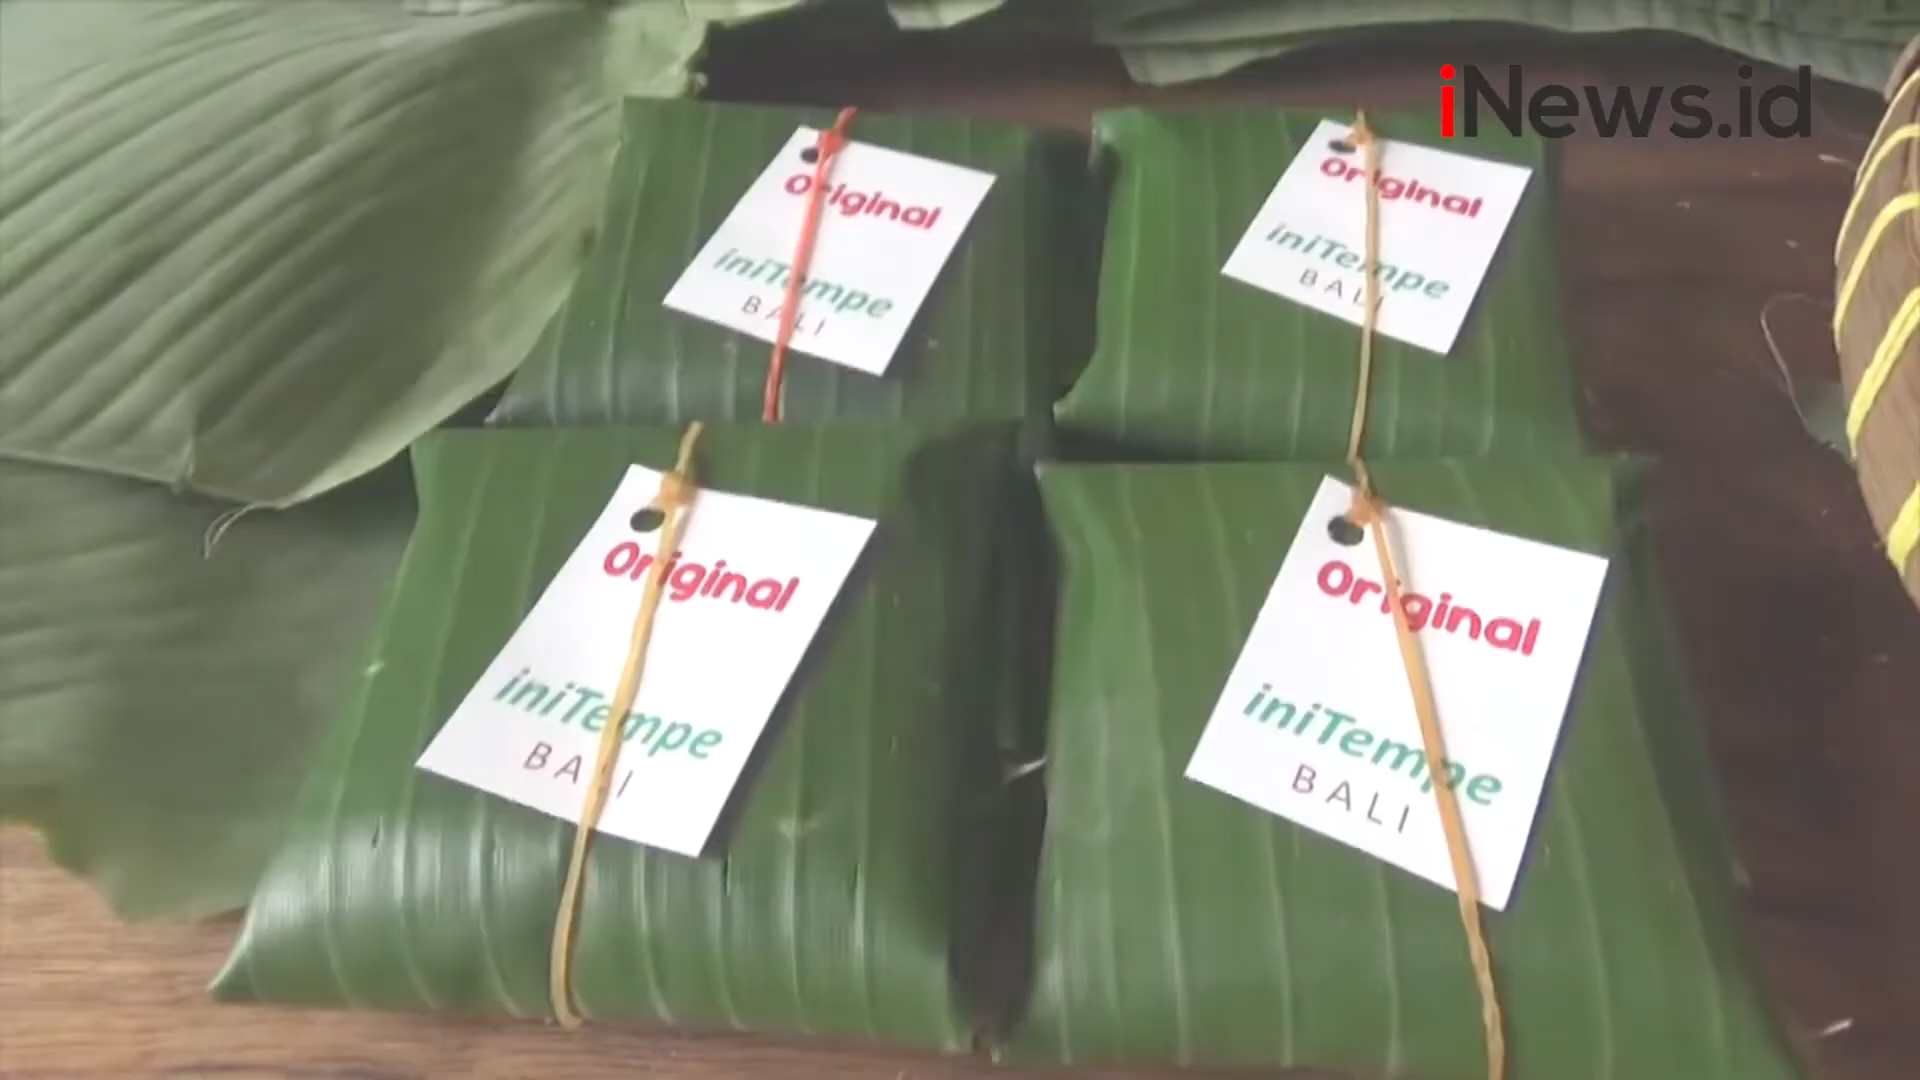 iNews.id
Original
iniTempe
BALI
Original
iniTempe
BALI
Original
iniTempe
BALI
Original
iniTempe
BALI